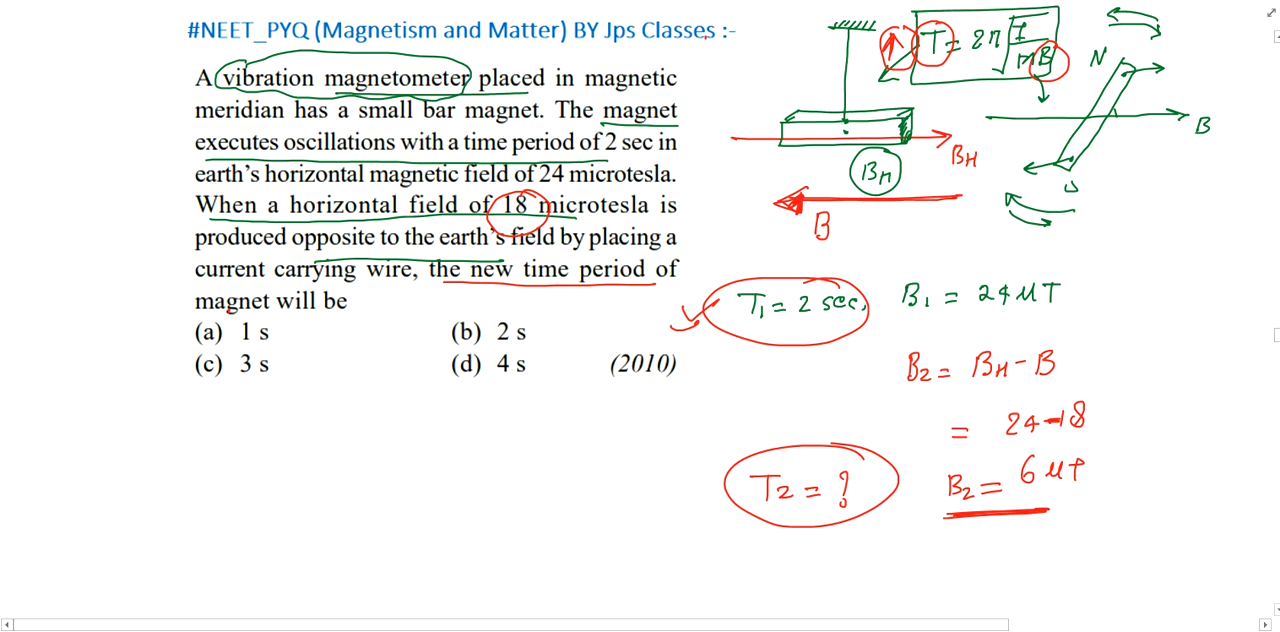 #NEET_PYQ (Magnetism and Matter) BY Jps Classes :-
A vibration magnetometer placed in magnetic
meridian has a small bar magnet. The magnet
executes oscillations with a time period of 2 sec in
earth's horizontal magnetic field of 24 microtesla.
When a horizontal field of 18 microtesla is
produced opposite to the earth's field by placing a
current carrying wire, the new time period of
magnet will be
(a) 1 s (b) 2 s
(c) 3 s (d) 4 s (2010)
↑ T = 2π√(I/MB)
N
B
S
BH
BH
B
T1 = 2 sec, B1 = 24 μT
B2 = BH - B
= 24-18
T2 = ? B2 = 6 μT